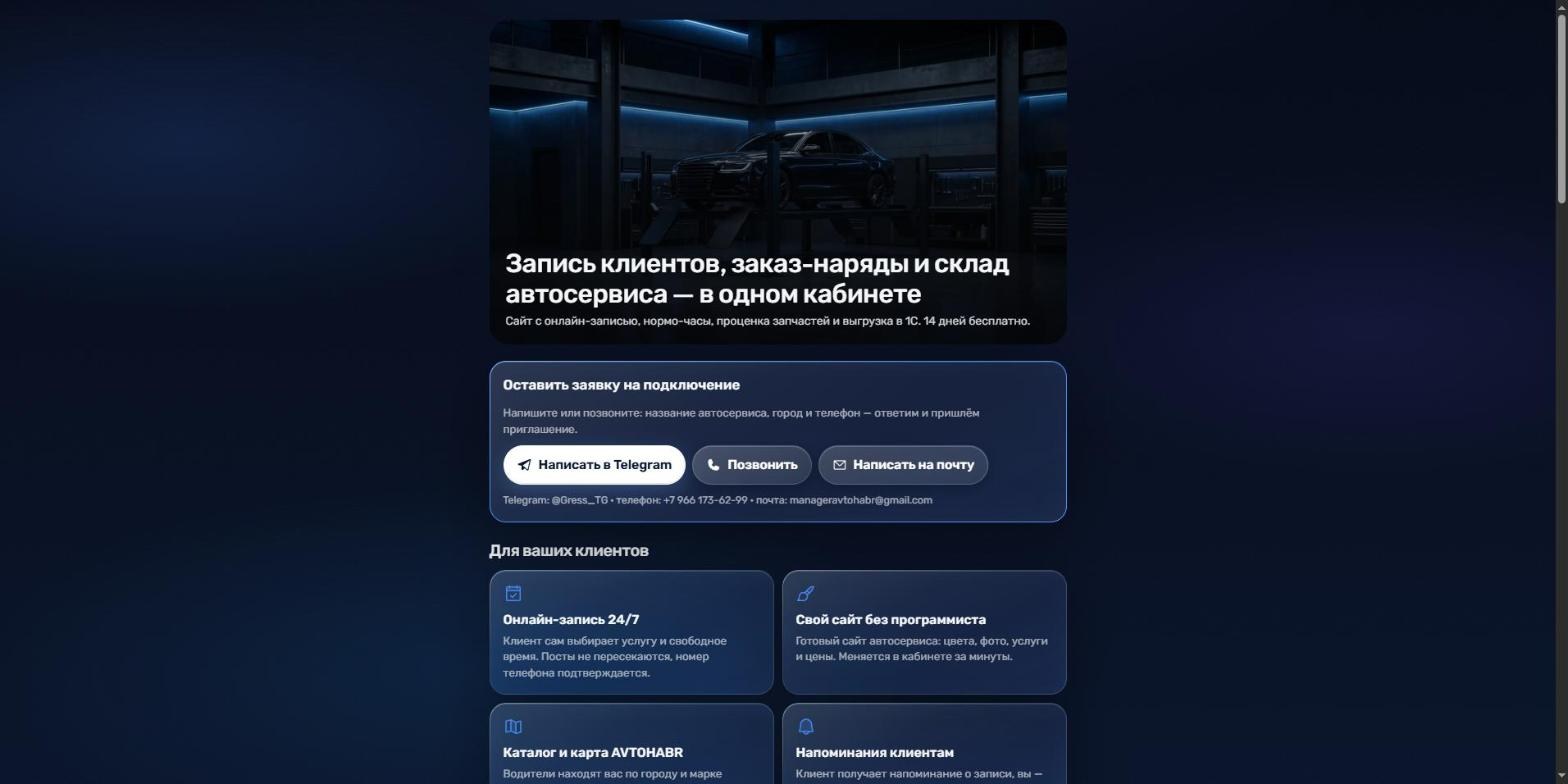 Запись клиентов, заказ-наряды и склад
автосервиса — в одном кабинете
Сайт с онлайн-записью, нормо-часы, проценка запчастей и выгрузка в 1С. 14 дней бесплатно.
Оставить заявку на подключение
Напишите или позвоните: название автосервиса, город и телефон — ответим и пришлём
приглашение.
Написать в Telegram
Позвонить
Написать на почту
Telegram: @Gress_TG • телефон: +7 966 173-62-99 • почта: manageravtohabr@gmail.com
Для ваших клиентов
Онлайн-запись 24/7
Клиент сам выбирает услугу и свободное
время. Посты не пересекаются, номер
телефона подтверждается.
Свой сайт без программиста
Готовый сайт автосервиса: цвета, фото, услуги
и цены. Меняется в кабинете за минуты.
Каталог и карта AVTOHABR
Водители находят вас по городу и марке
Напоминания клиентам
Клиент получает напоминание о записи, вы —